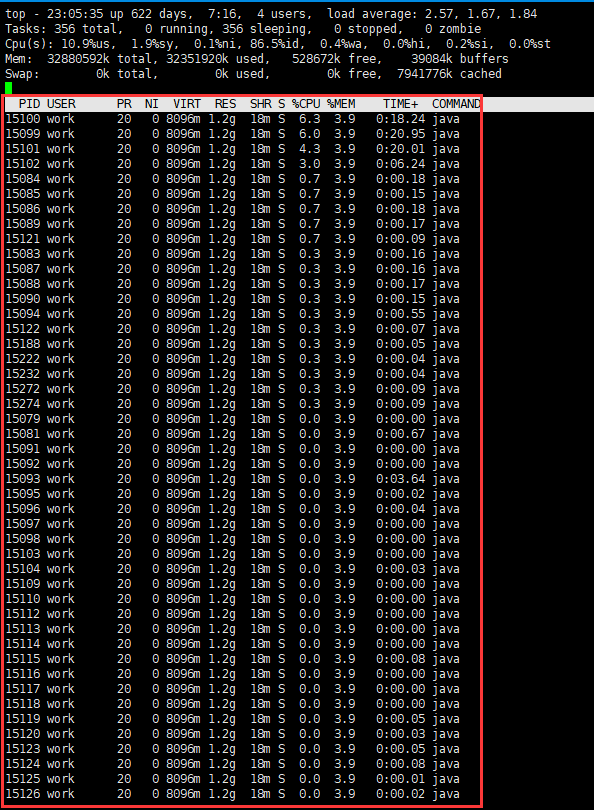 top - 23:05:35 up 622 days,  7:16,  4 users,  load average: 2.57, 1.67, 1.84
Tasks: 356 total,   0 running, 356 sleeping,   0 stopped,   0 zombie
Cpu(s): 10.9%us,  1.9%sy,  0.1%ni, 86.5%id,  0.4%wa,  0.0%hi,  0.2%si,  0.0%st
Mem:  32880592k total, 32351920k used,   528672k free,    39084k buffers
Swap:        0k total,        0k used,        0k free,  7941776k cached
PID USER      PR  NI  VIRT  RES  SHR S %CPU %MEM    TIME+  COMMAND
15100 work      20   0 8096m 1.2g  18m S  6.3  3.9   0:18.24 java
15099 work      20   0 8096m 1.2g  18m S  6.0  3.9   0:20.95 java
15101 work      20   0 8096m 1.2g  18m S  4.3  3.9   0:20.01 java
15102 work      20   0 8096m 1.2g  18m S  3.0  3.9   0:06.24 java
15084 work      20   0 8096m 1.2g  18m S  0.7  3.9   0:00.18 java
15085 work      20   0 8096m 1.2g  18m S  0.7  3.9   0:00.15 java
15086 work      20   0 8096m 1.2g  18m S  0.7  3.9   0:00.18 java
15089 work      20   0 8096m 1.2g  18m S  0.7  3.9   0:00.17 java
15121 work      20   0 8096m 1.2g  18m S  0.7  3.9   0:00.09 java
15083 work      20   0 8096m 1.2g  18m S  0.3  3.9   0:00.16 java
15087 work      20   0 8096m 1.2g  18m S  0.3  3.9   0:00.16 java
15088 work      20   0 8096m 1.2g  18m S  0.3  3.9   0:00.17 java
15090 work      20   0 8096m 1.2g  18m S  0.3  3.9   0:00.15 java
15094 work      20   0 8096m 1.2g  18m S  0.3  3.9   0:00.55 java
15122 work      20   0 8096m 1.2g  18m S  0.3  3.9   0:00.07 java
15188 work      20   0 8096m 1.2g  18m S  0.3  3.9   0:00.05 java
15222 work      20   0 8096m 1.2g  18m S  0.3  3.9   0:00.04 java
15232 work      20   0 8096m 1.2g  18m S  0.3  3.9   0:00.04 java
15272 work      20   0 8096m 1.2g  18m S  0.3  3.9   0:00.09 java
15274 work      20   0 8096m 1.2g  18m S  0.3  3.9   0:00.09 java
15079 work      20   0 8096m 1.2g  18m S  0.0  3.9   0:00.00 java
15081 work      20   0 8096m 1.2g  18m S  0.0  3.9   0:00.67 java
15091 work      20   0 8096m 1.2g  18m S  0.0  3.9   0:00.00 java
15092 work      20   0 8096m 1.2g  18m S  0.0  3.9   0:00.00 java
15093 work      20   0 8096m 1.2g  18m S  0.0  3.9   0:03.64 java
15095 work      20   0 8096m 1.2g  18m S  0.0  3.9   0:00.02 java
15096 work      20   0 8096m 1.2g  18m S  0.0  3.9   0:00.04 java
15097 work      20   0 8096m 1.2g  18m S  0.0  3.9   0:00.00 java
15098 work      20   0 8096m 1.2g  18m S  0.0  3.9   0:00.00 java
15103 work      20   0 8096m 1.2g  18m S  0.0  3.9   0:00.00 java
15104 work      20   0 8096m 1.2g  18m S  0.0  3.9   0:00.03 java
15109 work      20   0 8096m 1.2g  18m S  0.0  3.9   0:00.00 java
15110 work      20   0 8096m 1.2g  18m S  0.0  3.9   0:00.00 java
15112 work      20   0 8096m 1.2g  18m S  0.0  3.9   0:00.00 java
15113 work      20   0 8096m 1.2g  18m S  0.0  3.9   0:00.00 java
15114 work      20   0 8096m 1.2g  18m S  0.0  3.9   0:00.00 java
15115 work      20   0 8096m 1.2g  18m S  0.0  3.9   0:00.08 java
15116 work      20   0 8096m 1.2g  18m S  0.0  3.9   0:00.00 java
15117 work      20   0 8096m 1.2g  18m S  0.0  3.9   0:00.00 java
15118 work      20   0 8096m 1.2g  18m S  0.0  3.9   0:00.00 java
15119 work      20   0 8096m 1.2g  18m S  0.0  3.9   0:00.05 java
15120 work      20   0 8096m 1.2g  18m S  0.0  3.9   0:00.03 java
15123 work      20   0 8096m 1.2g  18m S  0.0  3.9   0:00.05 java
15124 work      20   0 8096m 1.2g  18m S  0.0  3.9   0:00.08 java
15125 work      20   0 8096m 1.2g  18m S  0.0  3.9   0:00.01 java
15126 work      20   0 8096m 1.2g  18m S  0.0  3.9   0:00.02 java